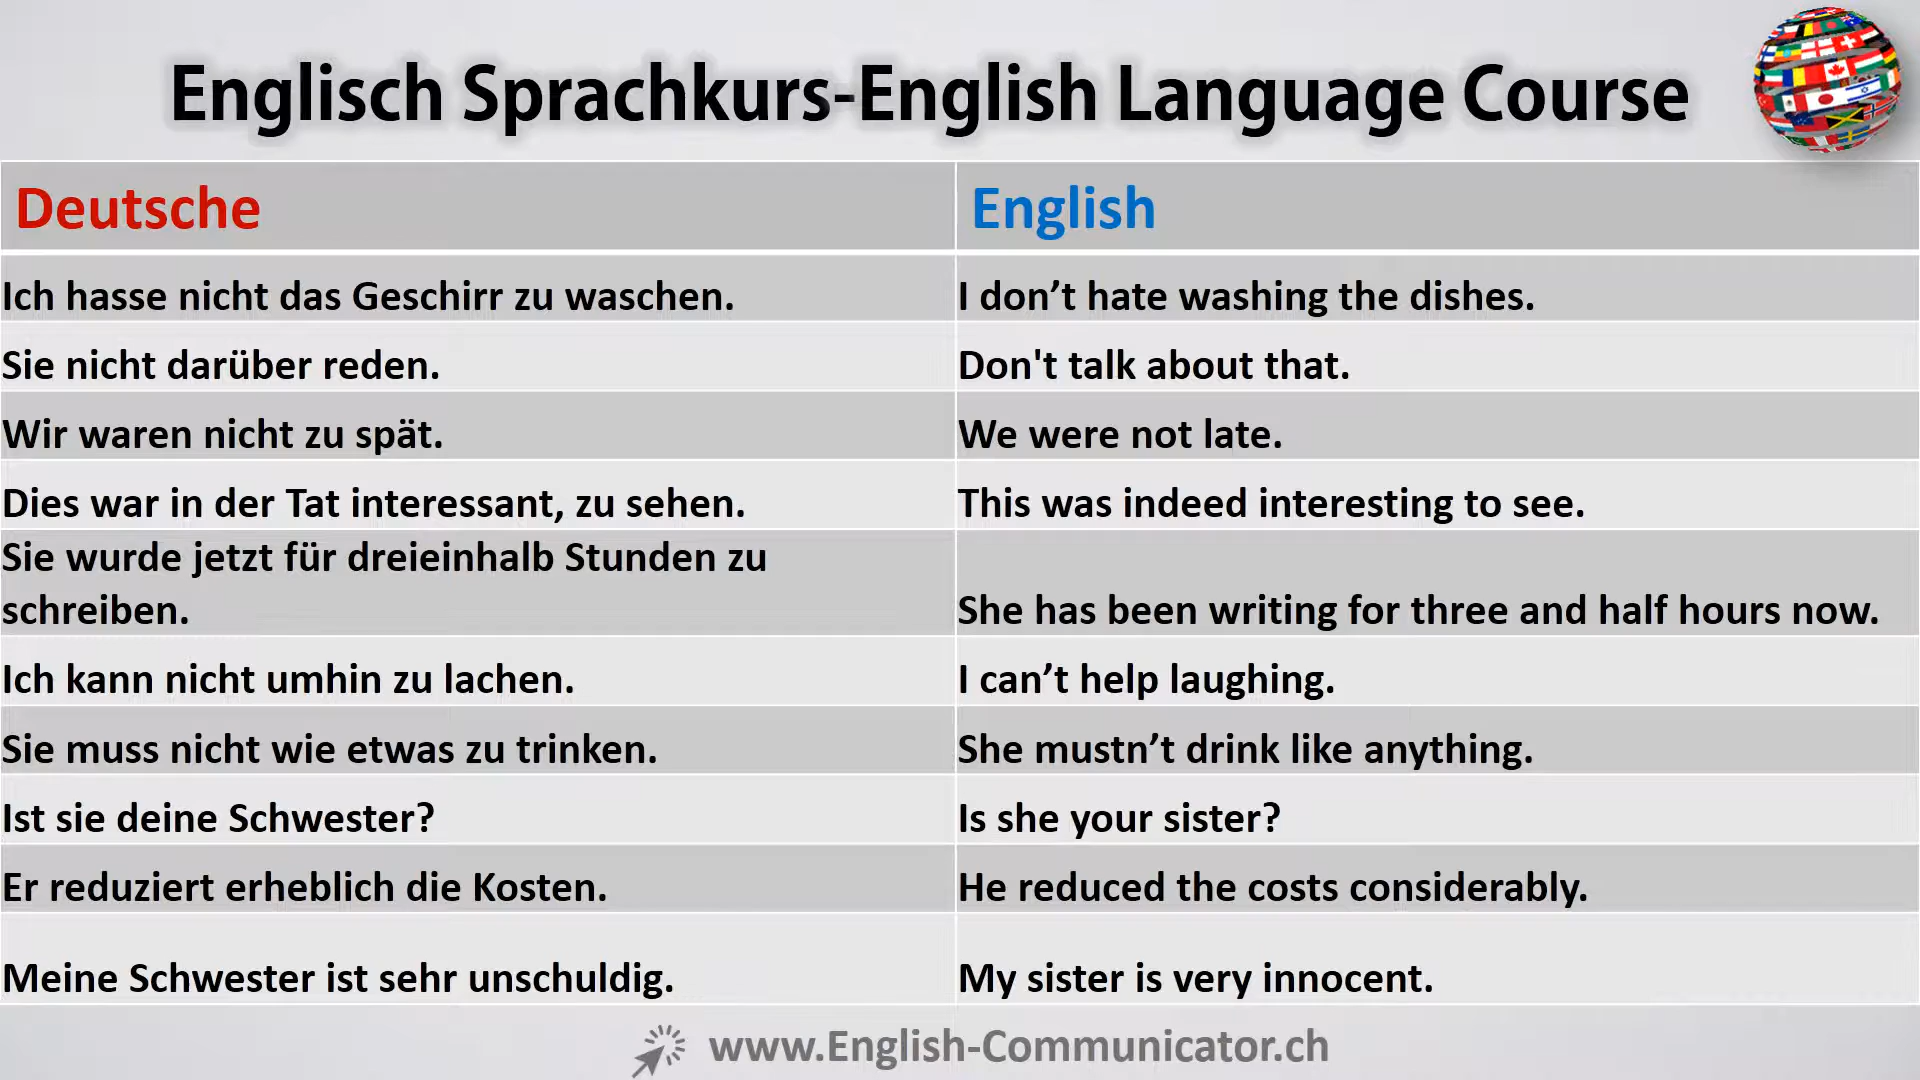 Englisch Sprachkurs-English Language Course
Deutsche
English
Ich hasse nicht das Geschirr zu waschen.
I don’t hate washing the dishes.
Sie nicht darüber reden.
Don't talk about that.
Wir waren nicht zu spät.
We were not late.
Dies war in der Tat interessant, zu sehen.
This was indeed interesting to see.
Sie wurde jetzt für dreieinhalb Stunden zu
schreiben.
She has been writing for three and half hours now.
Ich kann nicht umhin zu lachen.
I can’t help laughing.
Sie muss nicht wie etwas zu trinken.
She mustn’t drink like anything.
Ist sie deine Schwester?
Is she your sister?
Er reduziert erheblich die Kosten.
He reduced the costs considerably.
Meine Schwester ist sehr unschuldig.
My sister is very innocent.
www.English-Communicator.ch